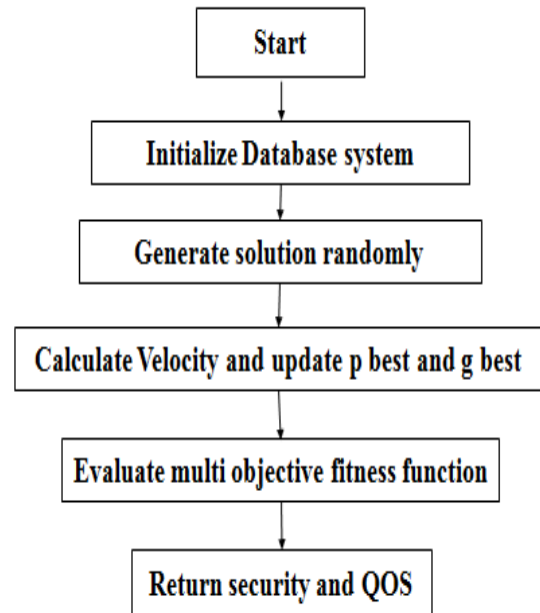 Start
Initialize Database system
Generate solution randomly
Calculate Velocity and update p best and g best
Evaluate multi objective fitness function
Return security and QOS